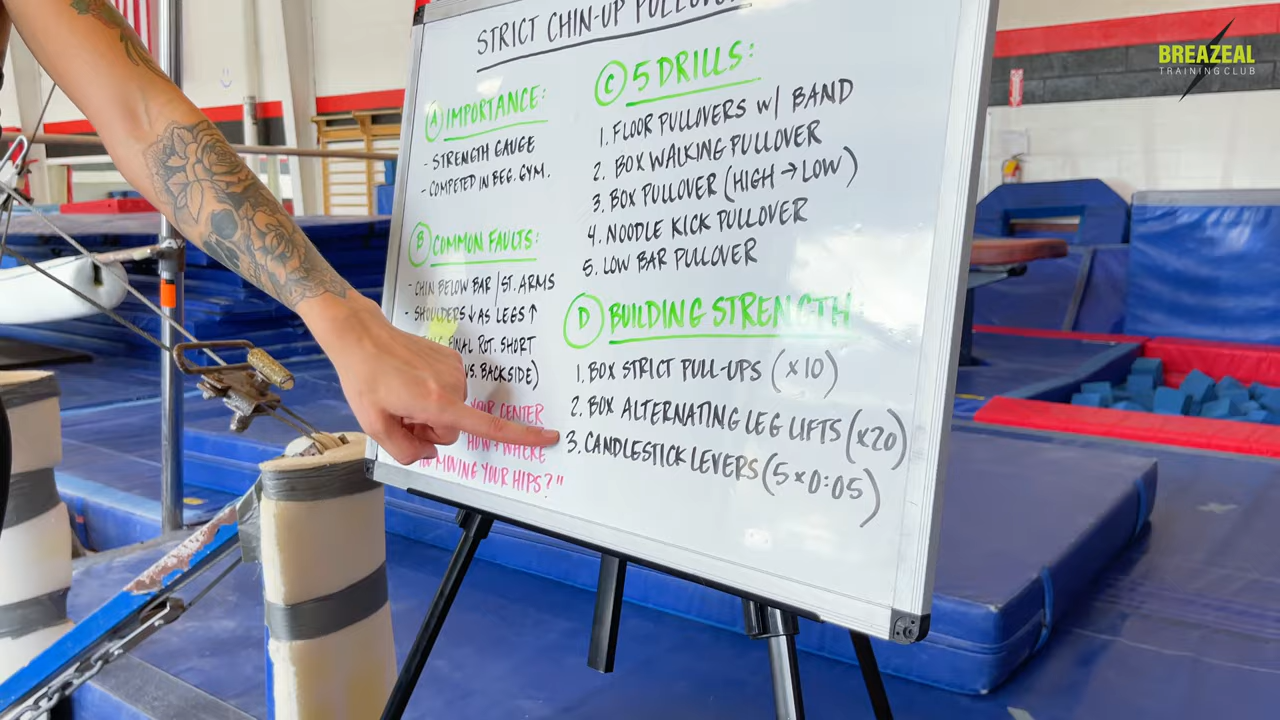 STRICT CHIN-UP PULLOVER
Ⓐ IMPORTANCE:
- STRENGTH GAUGE
- COMPETED IN BEG. GYM.
Ⓑ COMMON FAULTS:
- CHIN BELOW BAR / ST. ARMS
- SHOULDERS ↓ AS LEGS ↑
FINAL ROT. SHORT
VS. BACKSIDE)
YOUR CENTER
HOW + WHERE
MOVING YOUR HIPS?"
Ⓒ 5 DRILLS:
1. FLOOR PULLOVERS W/ BAND
2. BOX WALKING PULLOVER
3. BOX PULLOVER (HIGH → LOW)
4. NOODLE KICK PULLOVER
5. LOW BAR PULLOVER
Ⓓ BUILDING STRENGTH
1. BOX STRICT PULL-UPS (×10)
2. BOX ALTERNATING LEG LIFTS (×20)
3. CANDLESTICK LEVERS (5 × 0:05)
BREAZEAL
TRAINING CLUB